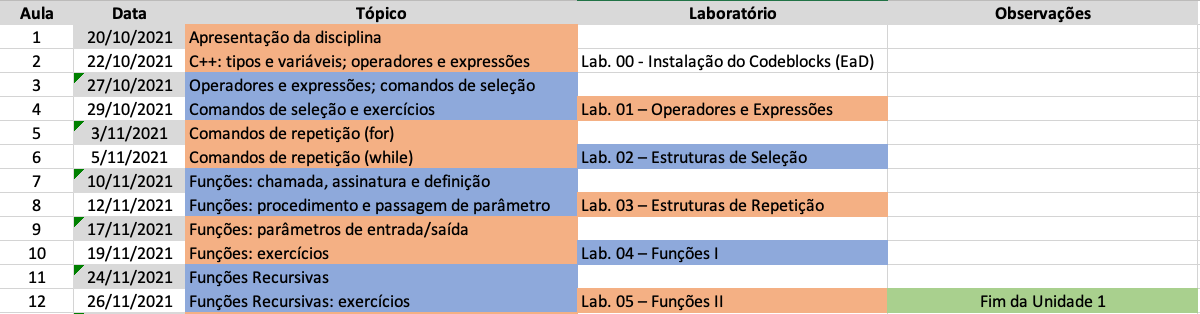 Aula Data Tópico Laboratório Observações
1 20/10/2021 Apresentação da disciplina
2 22/10/2021 C++: tipos e variáveis; operadores e expressões Lab. 00 - Instalação do Codeblocks (EaD)
3 27/10/2021 Operadores e expressões; comandos de seleção
4 29/10/2021 Comandos de seleção e exercícios Lab. 01 – Operadores e Expressões
5 3/11/2021 Comandos de repetição (for)
6 5/11/2021 Comandos de repetição (while) Lab. 02 – Estruturas de Seleção
7 10/11/2021 Funções: chamada, assinatura e definição
8 12/11/2021 Funções: procedimento e passagem de parâmetro Lab. 03 – Estruturas de Repetição
9 17/11/2021 Funções: parâmetros de entrada/saída
10 19/11/2021 Funções: exercícios Lab. 04 – Funções I
11 24/11/2021 Funções Recursivas
12 26/11/2021 Funções Recursivas: exercícios Lab. 05 – Funções II Fim da Unidade 1